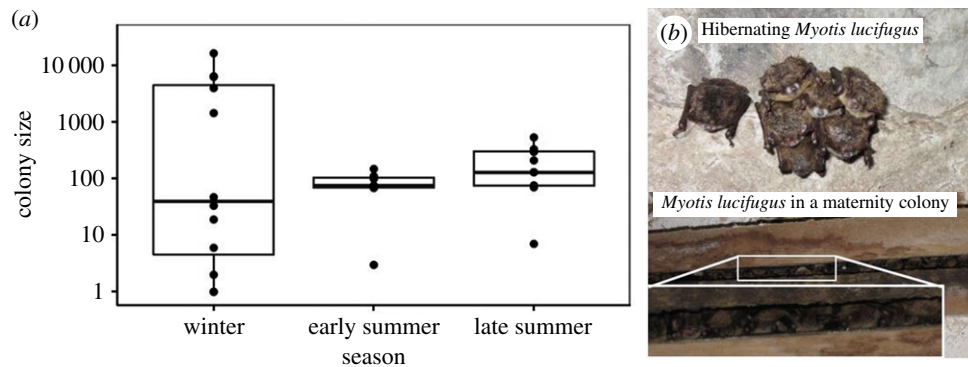 (a)
colony size
10 000
1000
100
10
1
winter
early summer
late summer
season
(b)
Hibernating Myotis lucifugus
Myotis lucifugus in a maternity colony